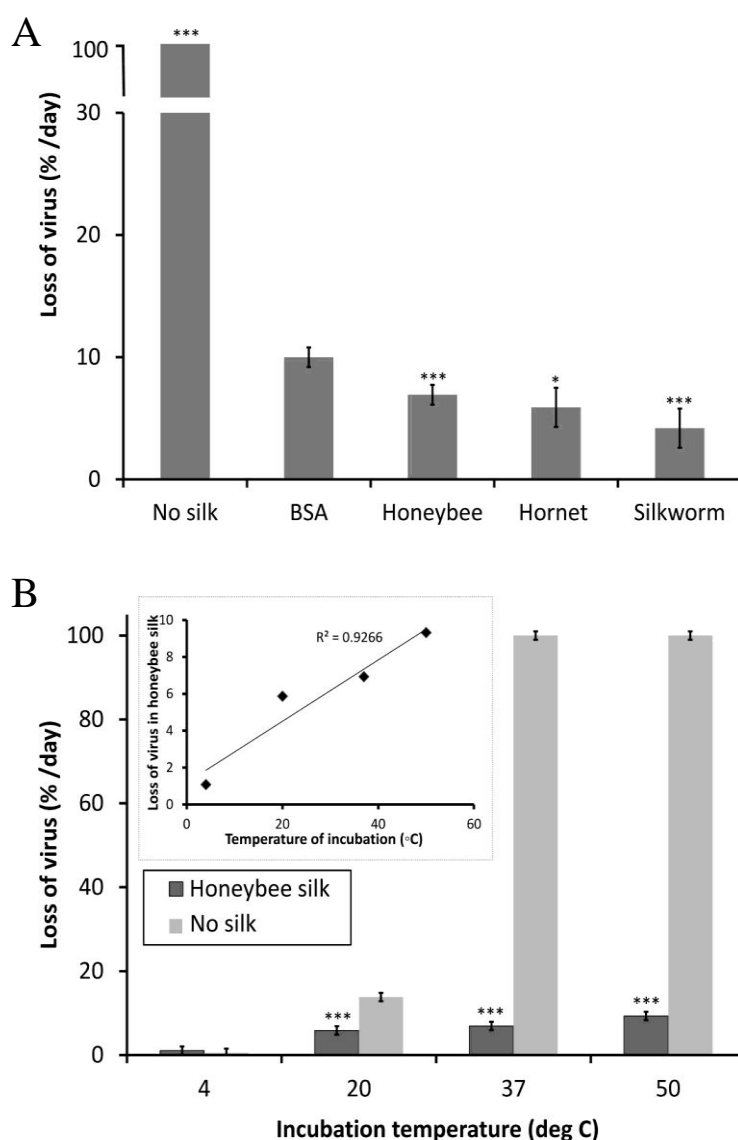 A
Loss of virus (% /day)
100
30
20
10
0
***
***
*
***
No silk BSA Honeybee Hornet Silkworm
B
Loss of virus (% /day)
100
80
60
40
20
0
Loss of virus in honeybee silk
10
8
6
4
2
0
R² = 0.9266
0 20 40 60
Temperature of incubation (◦C)
Honeybee silk
No silk
***
***
***
4 20 37 50
Incubation temperature (deg C)